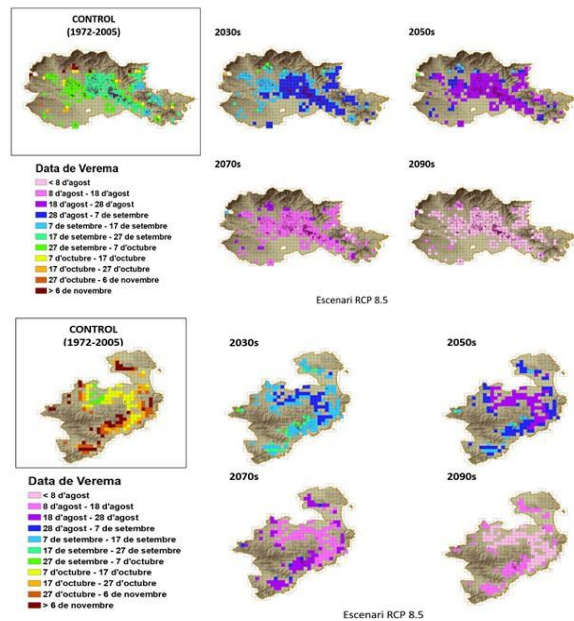 CONTROL
(1972-2005)
2030s
2050s
Data de Verema
< 8 d'agost
8 d'agost - 18 d'agost
18 d'agost - 28 d'agost
28 d'agost - 7 de setembre
7 de setembre - 17 de setembre
17 de setembre - 27 de setembre
27 de setembre - 7 d'octubre
7 d'octubre - 17 d'octubre
17 d'octubre - 27 d'octubre
27 d'octubre - 6 de novembre
> 6 de novembre
2070s
2090s
Escenari RCP 8.5
CONTROL
(1972-2005)
2030s
2050s
Data de Verema
< 8 d'agost
8 d'agost - 18 d'agost
18 d'agost - 28 d'agost
28 d'agost - 7 de setembre
7 de setembre - 17 de setembre
17 de setembre - 27 de setembre
27 de setembre - 7 d'octubre
7 d'octubre - 17 d'octubre
17 d'octubre - 27 d'octubre
27 d'octubre - 6 de novembre
> 6 de novembre
2070s
2090s
Escenari RCP 8.5